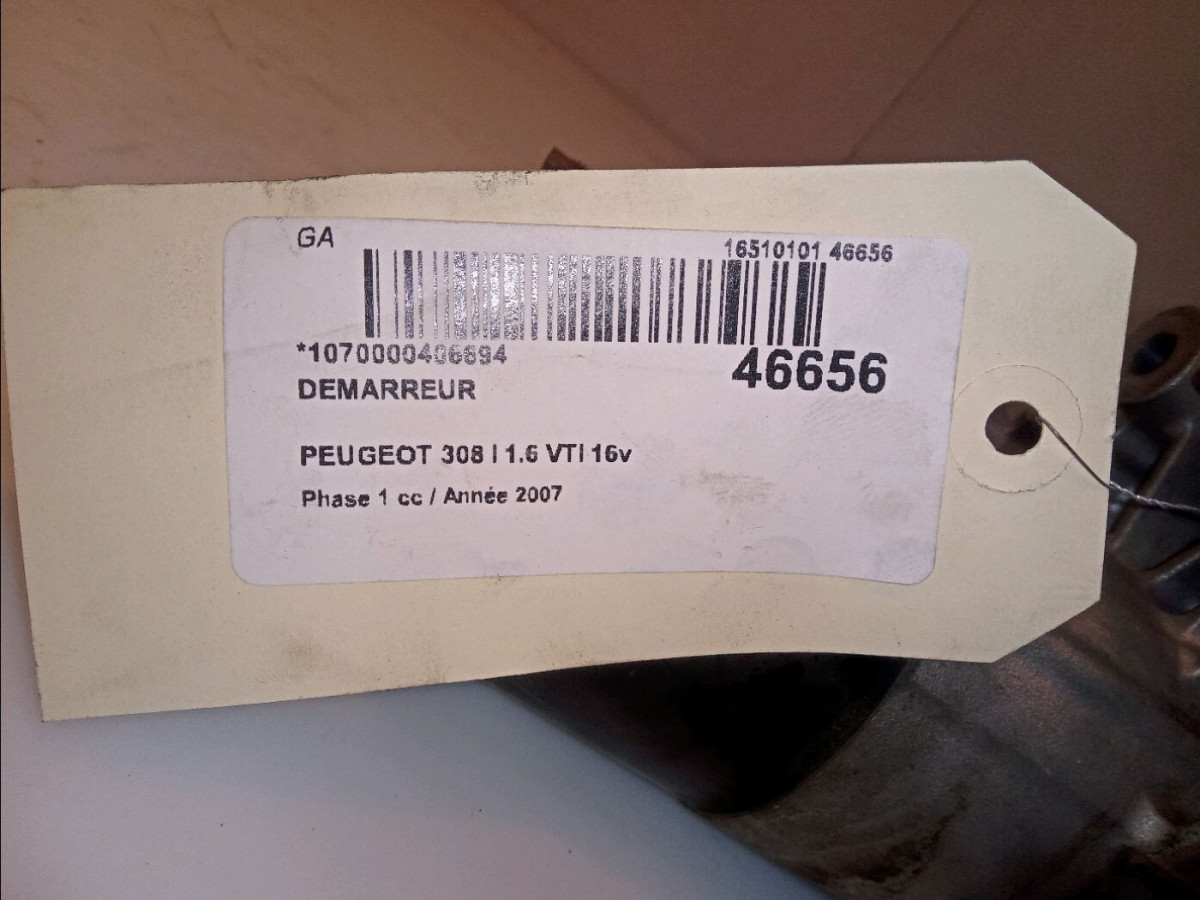 GA
16510101 46656
*1070000406694
46656
DEMARREUR
PEUGEOT 308 I 1.6 VTI 16v
Phase 1 cc / Année 2007